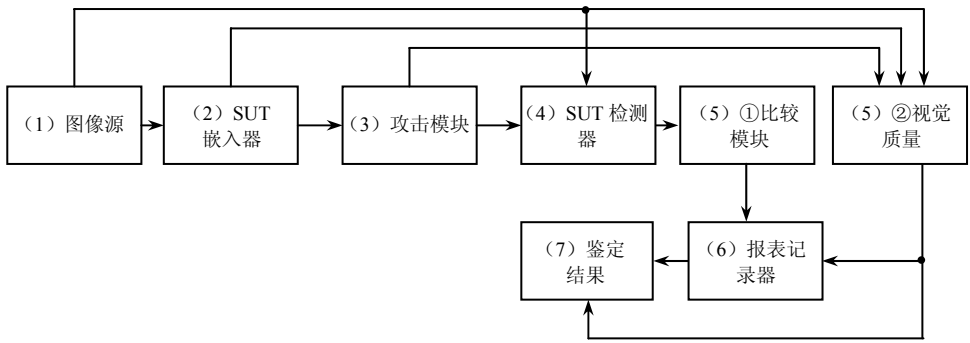 (1)图像源
(2)SUT
嵌入器
(3)攻击模块
(4)SUT 检测
器
(5)①比较
模块
(5)②视觉
质量
(7)鉴定
结果
(6)报表记
录器